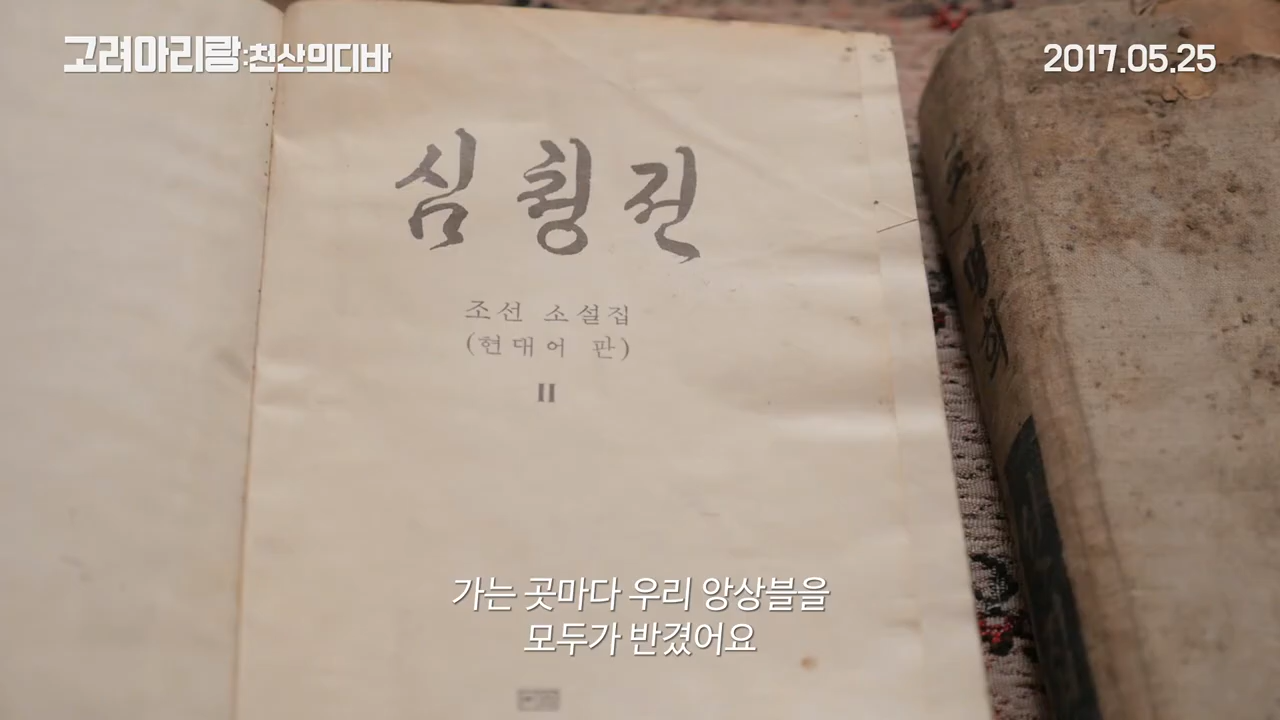 고려아리랑:천산의디바
2017.05.25
심청전
조선 소설집
(현대어 판)
II
가는 곳마다 우리 앙상블을
모두가 반겼어요